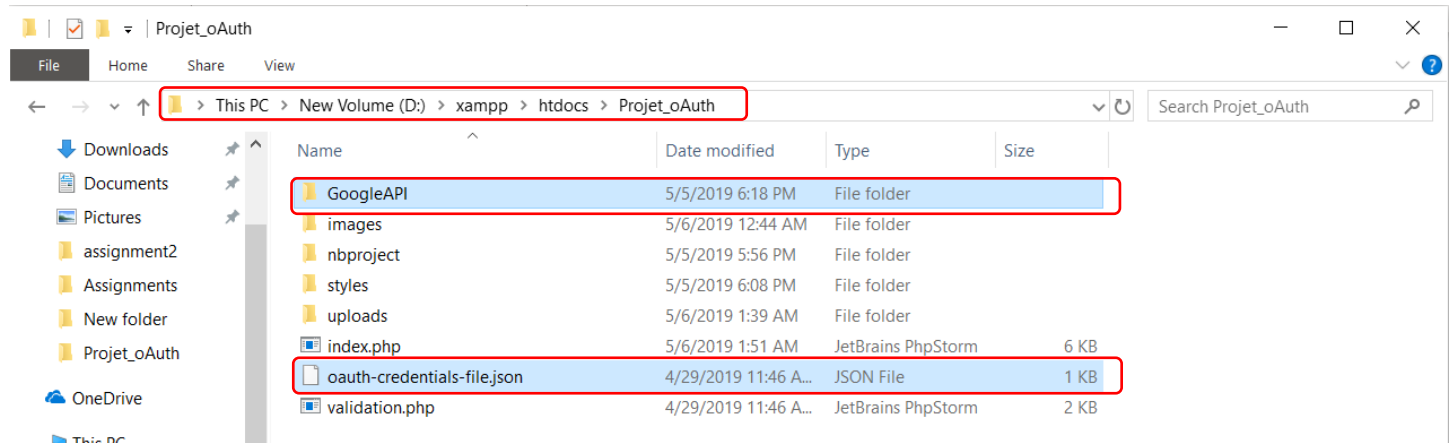 Projet_oAuth
File Home Share View
This PC > New Volume (D:) > xampp > htdocs > Projet_oAuth Search Projet_oAuth
Downloads Name Date modified Type Size
Documents GoogleAPI 5/5/2019 6:18 PM File folder
Pictures images 5/6/2019 12:44 AM File folder
assignment2 nbproject 5/5/2019 5:56 PM File folder
Assignments styles 5/5/2019 6:08 PM File folder
New folder uploads 5/6/2019 1:39 AM File folder
Projet_oAuth index.php 5/6/2019 1:51 AM JetBrains PhpStorm 6 KB
oauth-credentials-file.json 4/29/2019 11:46 A... JSON File 1 KB
OneDrive validation.php 4/29/2019 11:46 A... JetBrains PhpStorm 2 KB
This PC